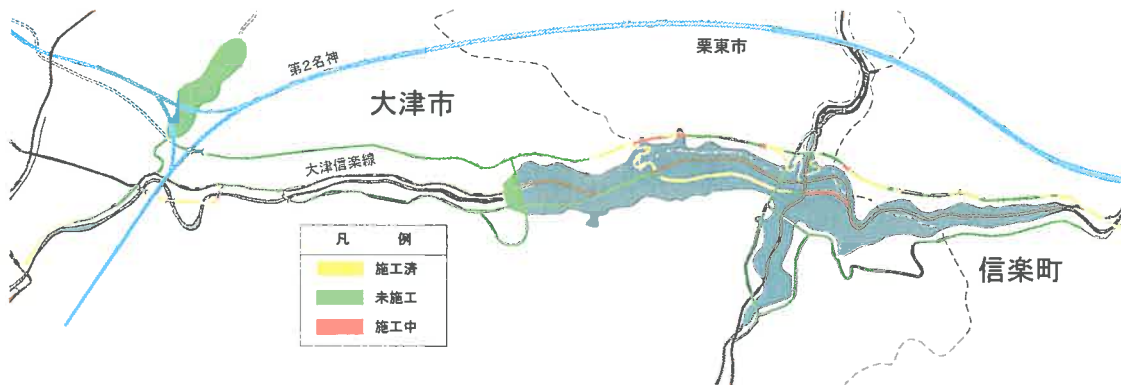 第2名神
栗東市
大津市
大津信楽線
凡 例
施工済
未施工
施工中
信楽町